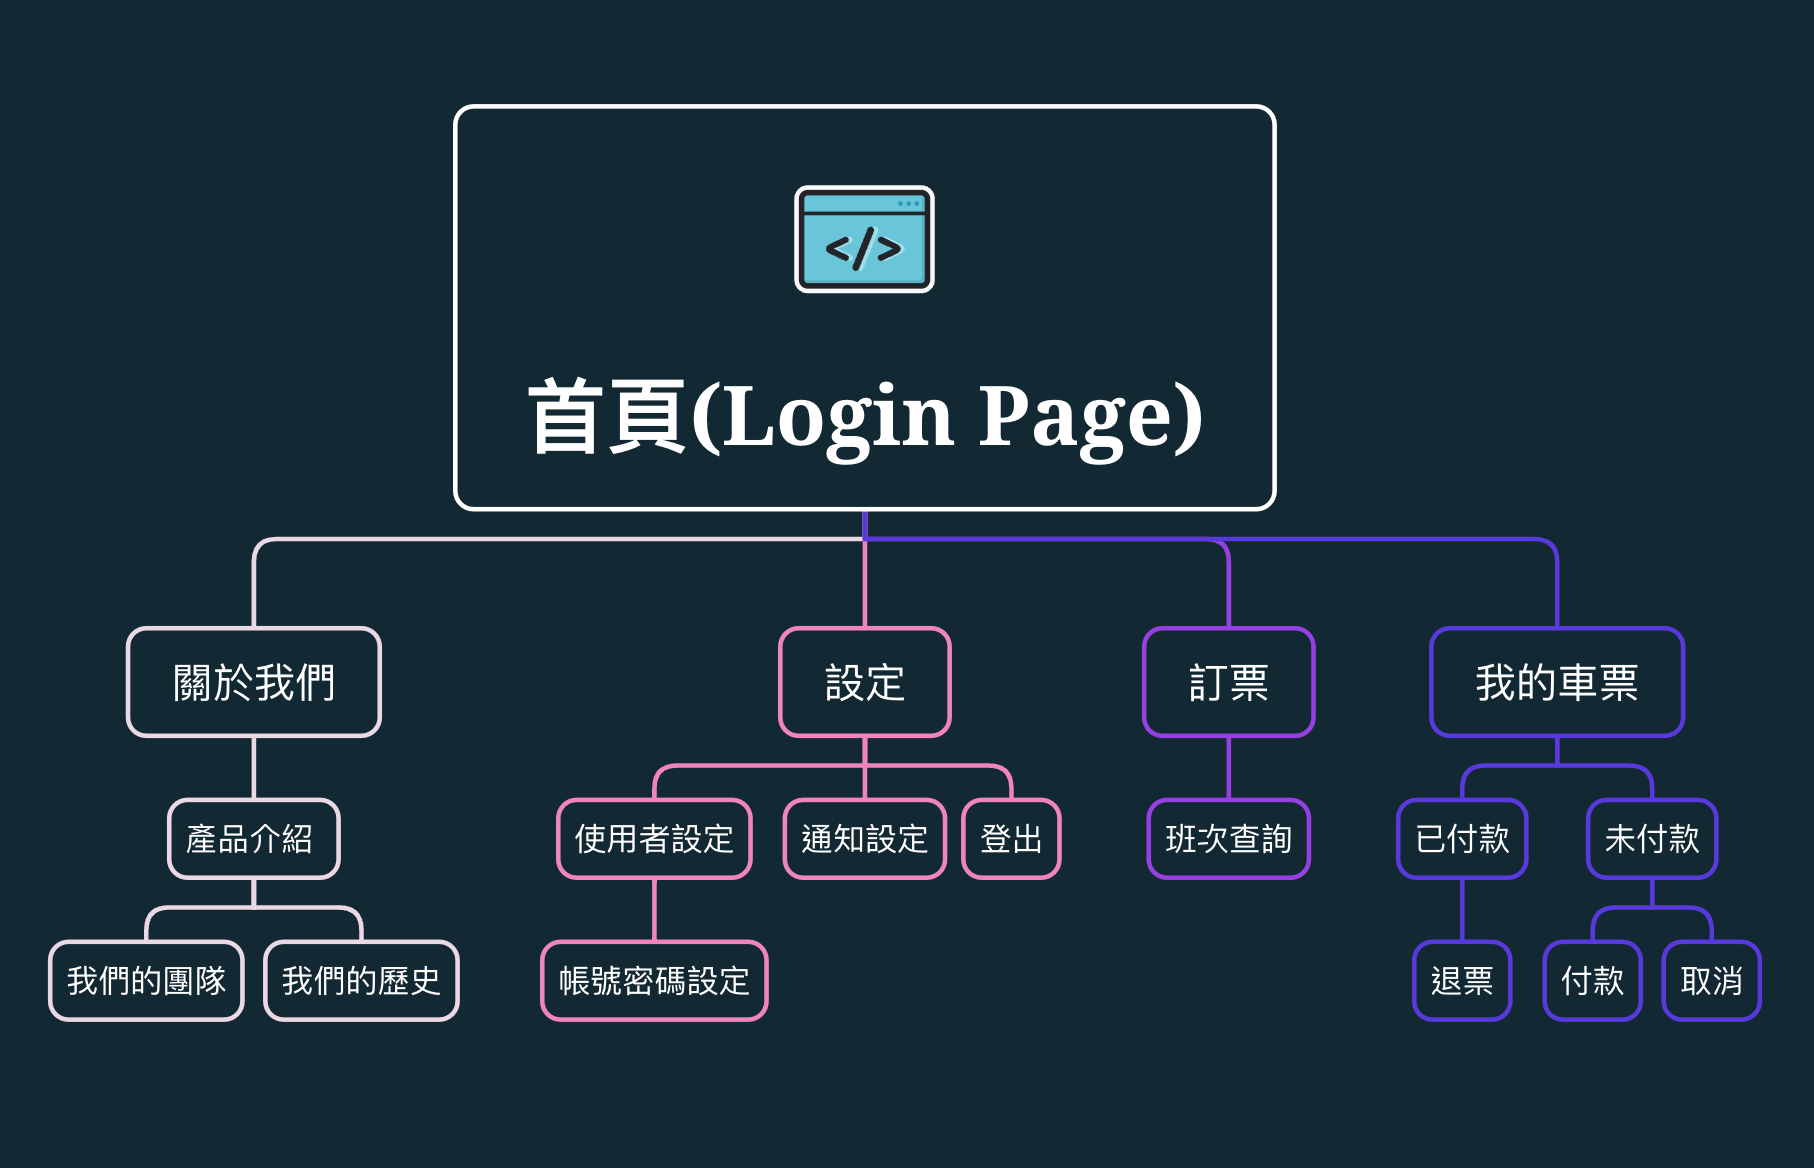 </>
首頁(Login Page)
關於我們
設定
訂票
我的車票
產品介紹
使用者設定
通知設定
登出
班次查詢
已付款
未付款
我們的團隊
我們的歷史
帳號密碼設定
退票
付款
取消